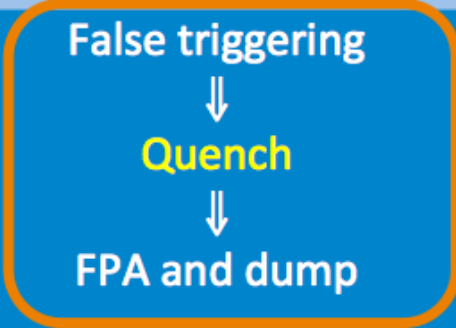 False triggering
⇓
Quench
⇓
FPA and dump